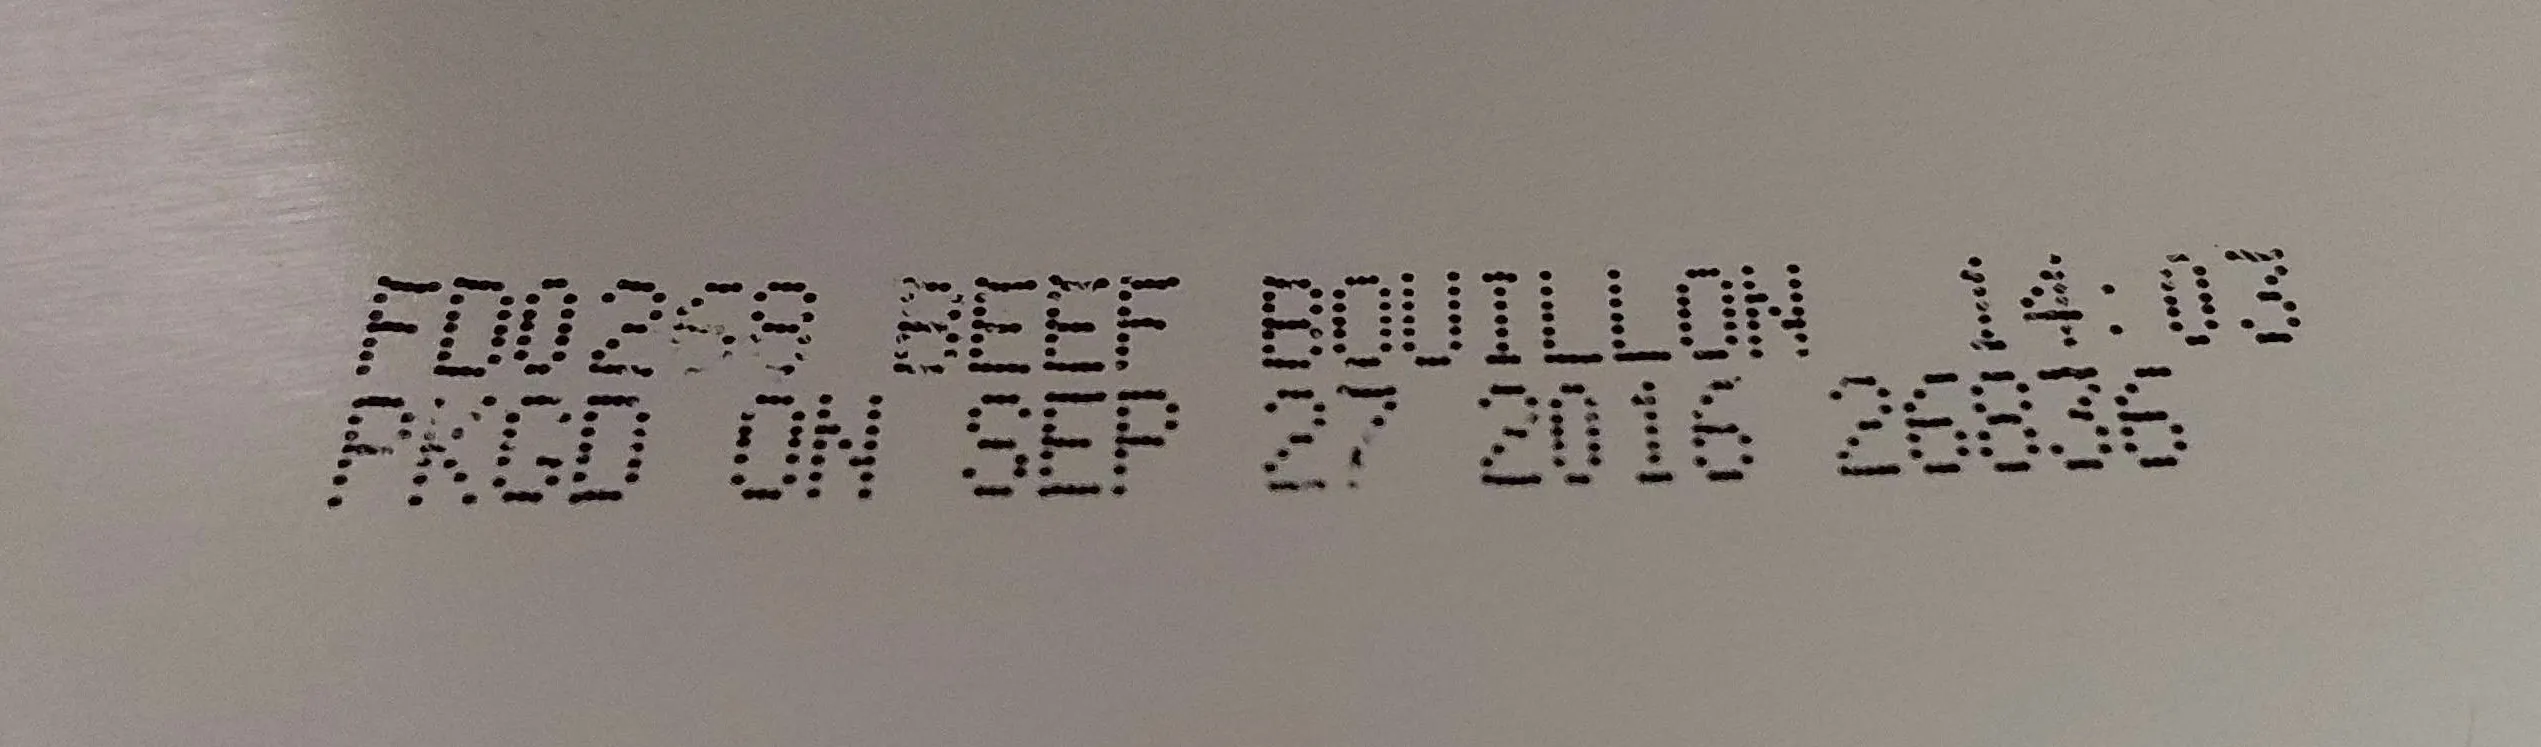 BEEF BOUILLON 14:03
PKGD ON SEP 27 2016 26836